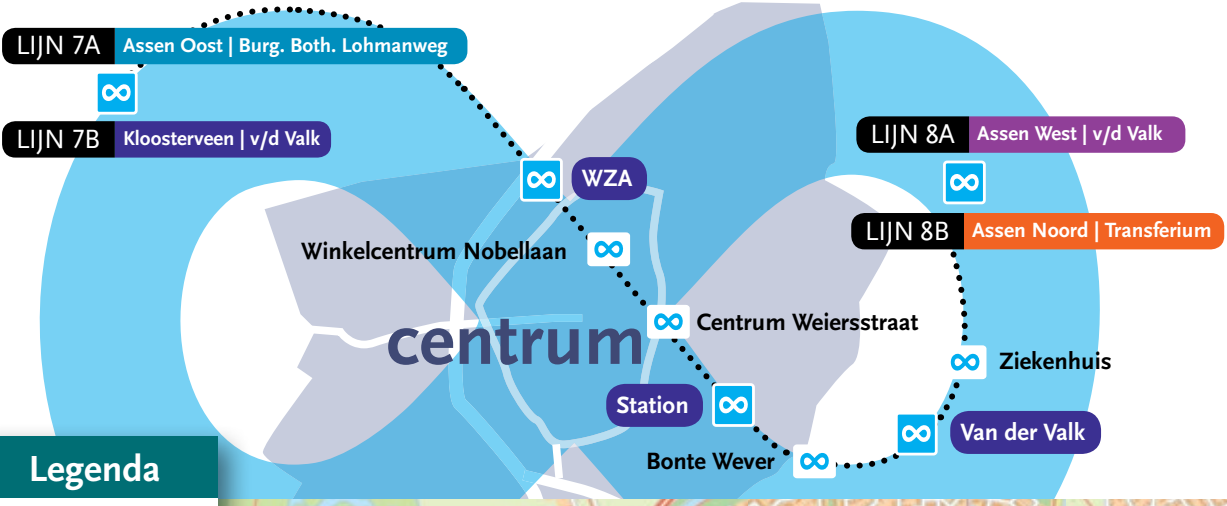 LIJN 7A Assen Oost | Burg. Both. Lohmanweg
LIJN 7B Kloosterveen | v/d Valk
LIJN 8A Assen West | v/d Valk
LIJN 8B Assen Noord | Transferium
WZA
Winkelcentrum Nobellaan
centrum
Centrum Weiersstraat
Ziekenhuis
Station
Van der Valk
Bonte Wever
Legenda